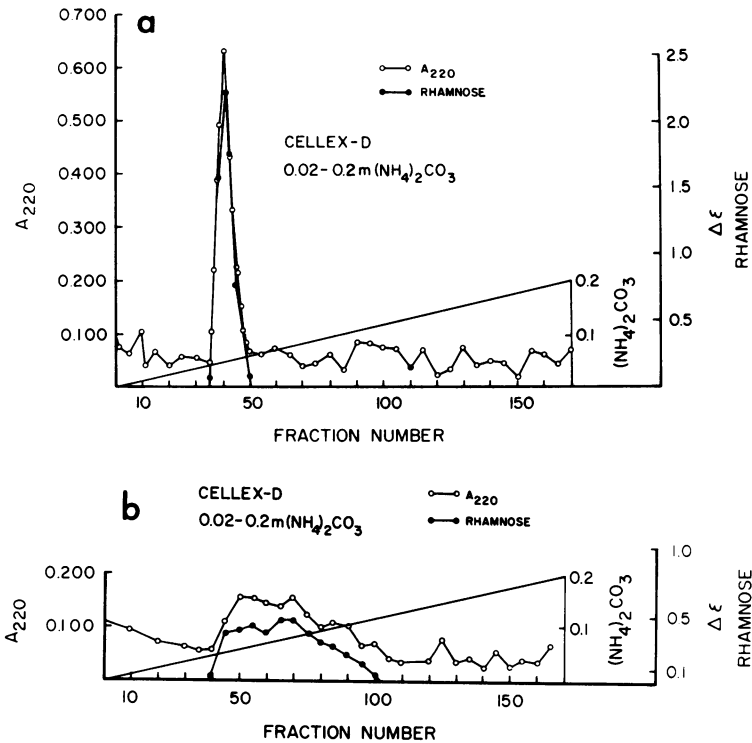 a
0.700
0.600
0.500
0.400
0.300
0.200
0.100
A220
A220
RHAMNOSE
CELLEX-D
0.02-0.2m(NH4)2CO3
2.5
2.0
1.5
1.0
0.5
Δε
RHAMNOSE
0.2
0.1
(NH4)2CO3
10 50 100 150
FRACTION NUMBER
b
CELLEX-D
0.02-0.2m(NH4)2CO3
A220
RHAMNOSE
0.200
0.100
A220
0.2
0.1
(NH4)2CO3
1.0
0.5
0.1
Δε
RHAMNOSE
10 50 100 150
FRACTION NUMBER